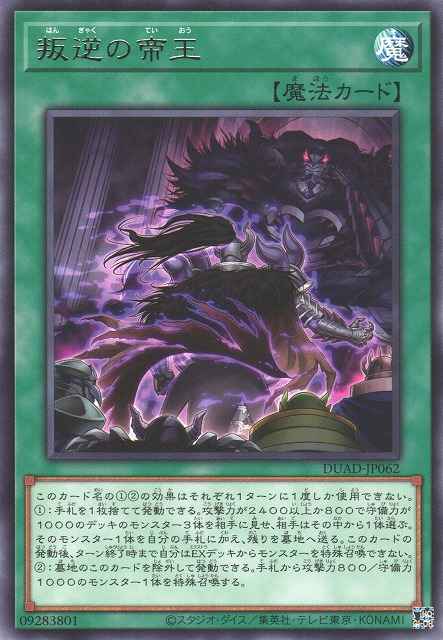 叛逆の帝王
【魔法カード】
魔
DUAD-JP062
このカード名の①②の効果はそれぞれ1ターンに1度しか使用できない。
①：手札を1枚捨てて発動できる。攻撃力が2400以上か800で守備力が
1000のデッキのモンスター3体を相手に見せ、相手はその中から1体選ぶ。
そのモンスター1体を自分の手札に加え、残りを墓地へ送る。このカードの
発動後、ターン終了時まで自分はEXデッキからモンスターを特殊召喚できない。
②：墓地のこのカードを除外して発動できる。手札から攻撃力800／守備力
1000のモンスター1体を特殊召喚する。
09283801
©スタジオ・ダイス／集英社・テレビ東京・KONAMI